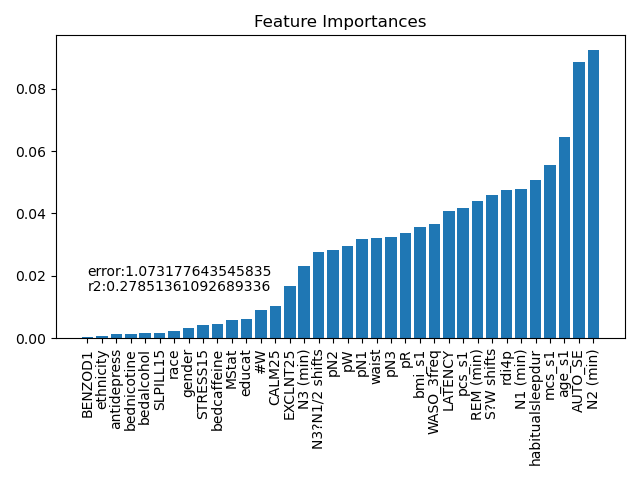 Feature Importances
0.08
0.06
0.04
0.02
0.00
error:1.073177643545835
r2:0.27851361092689336
BENZOD1
ethnicity
antidepress
bednicotine
bedalcohol
SLPILL15
race
gender
STRESS15
bedcaffeine
MStat
educat
#W
CALM25
EXCLNT25
N3 (min)
N3?N1/2 shifts
pN2
pW
pN1
waist
pN3
pR
bmi_s1
WASO_3freq
LATENCY
pcs_s1
REM (min)
S?W shifts
rdi4p
N1 (min)
habitualsleepdur
mcs_s1
age_s1
AUTO_SE
N2 (min)